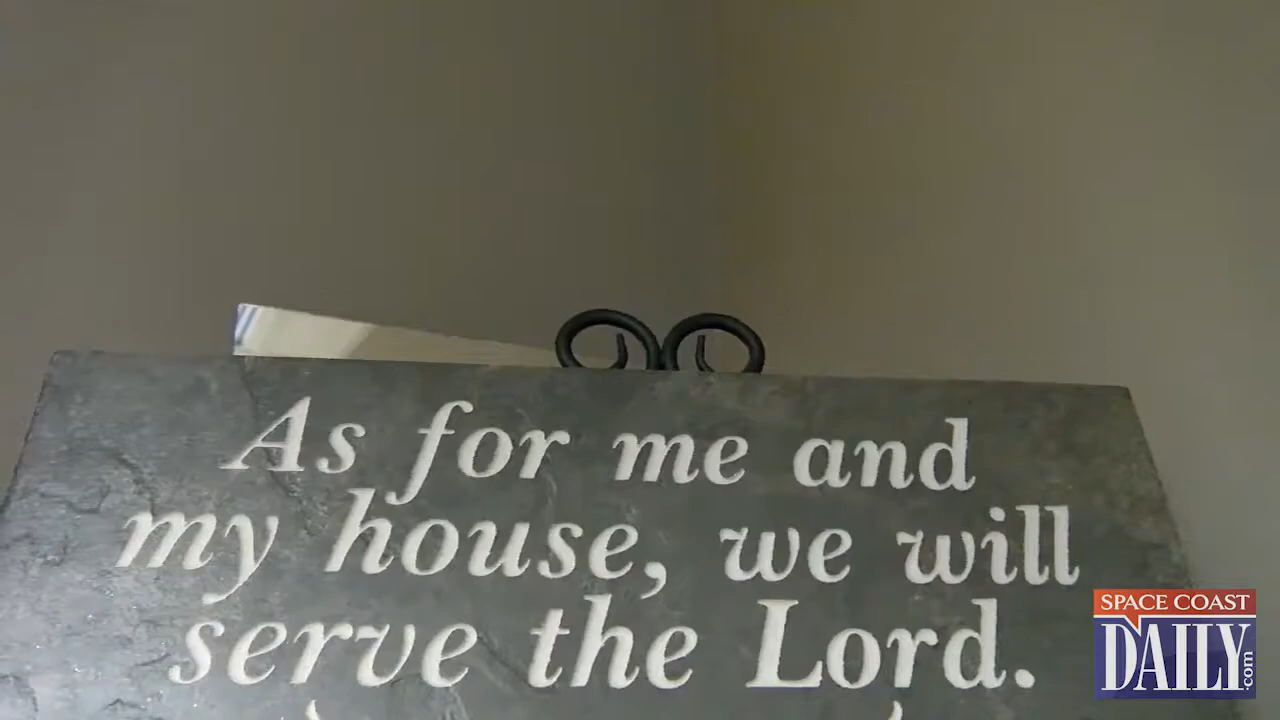 As for me and
my house, we will
serve the Lord.
SPACE COAST
DAILY.com